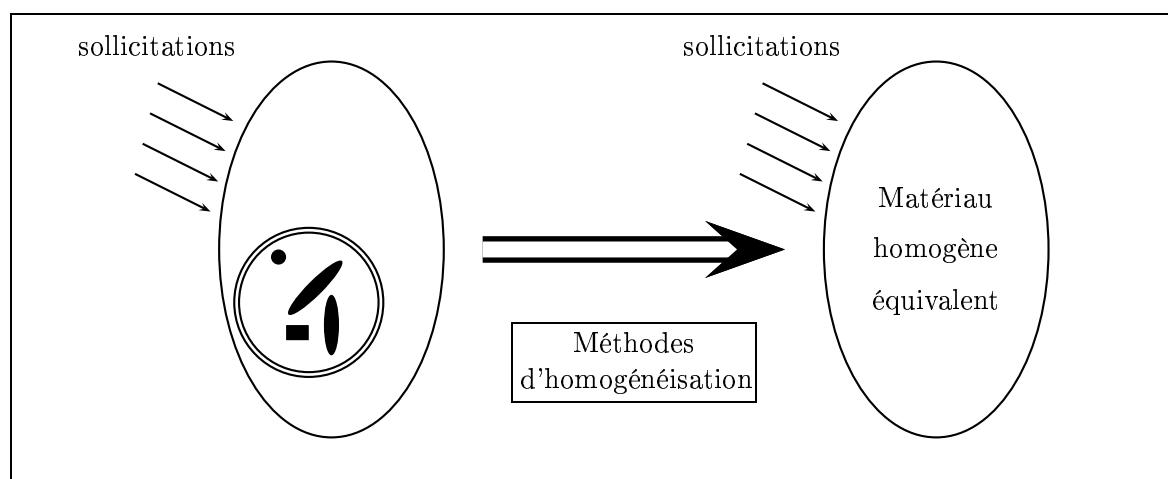 sollicitations
sollicitations
Matériau
homogène
équivalent
Méthodes
d'homogénéisation